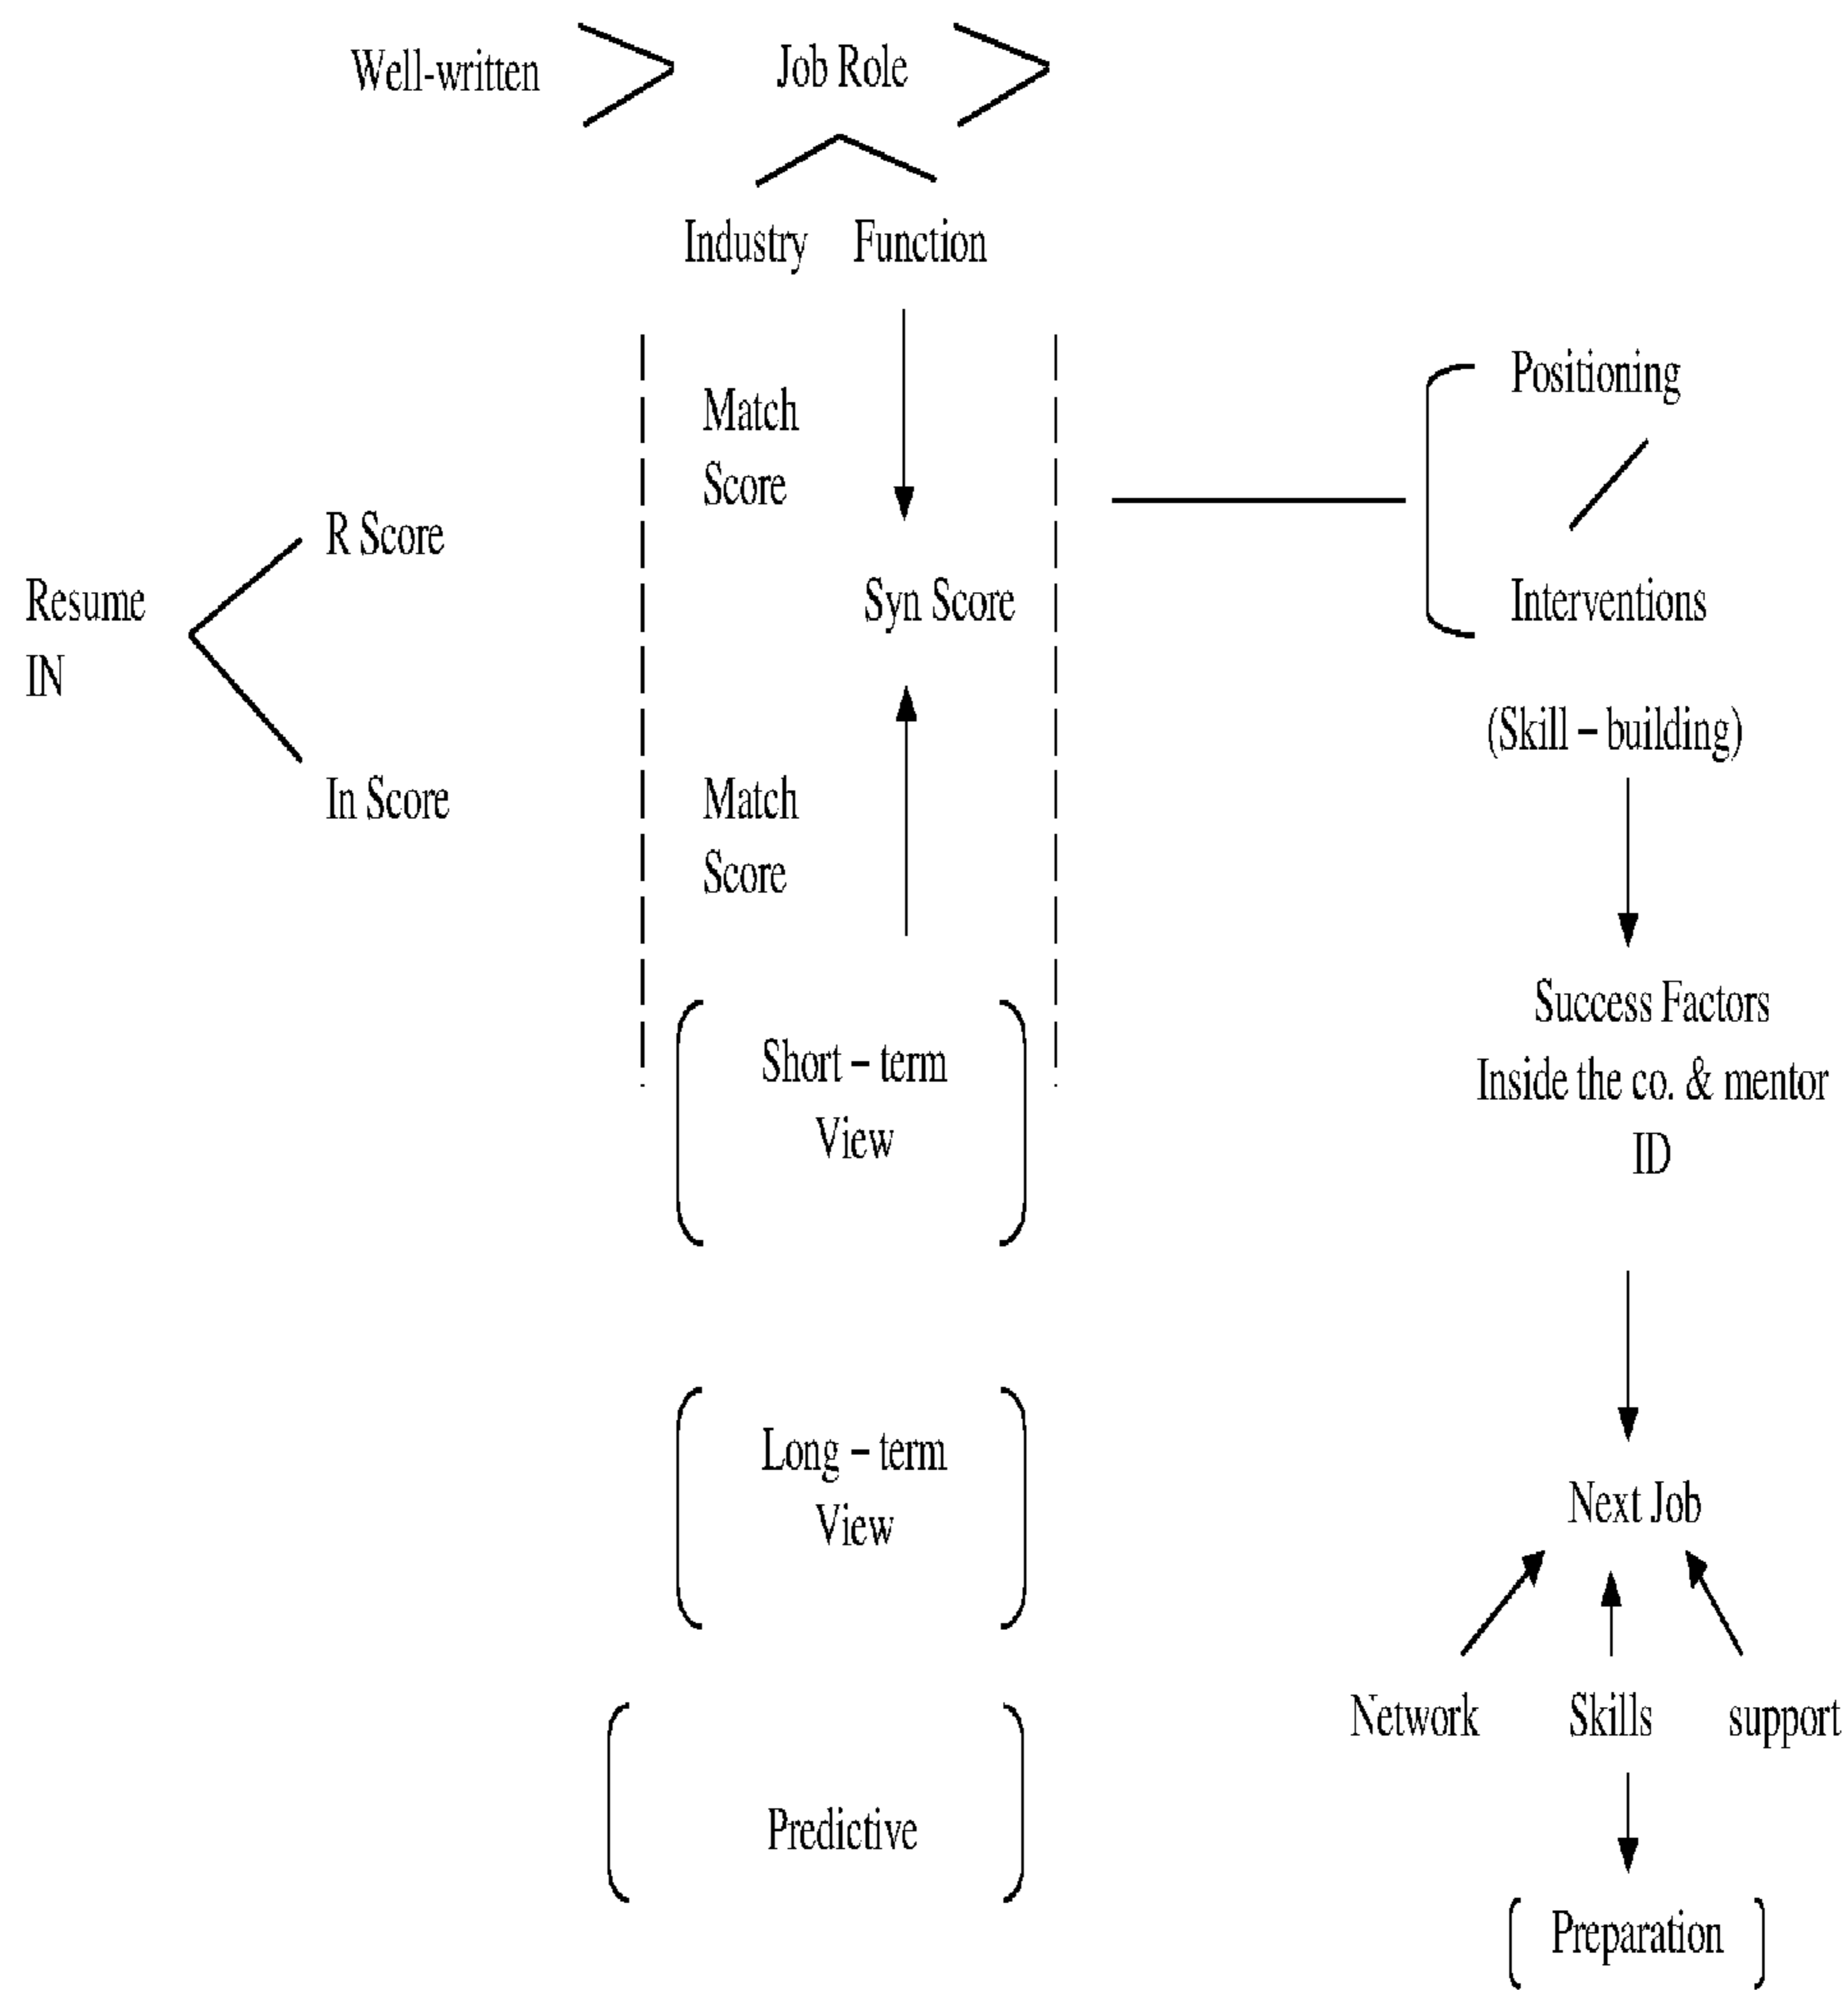 Well-written
Job Role
Industry Function
Match
Score
Positioning
R Score
Resume
IN
Syn Score
Interventions
(Skill – building)
In Score
Match
Score
Success Factors
Inside the co. & mentor
ID
Short – term
View
Long – term
View
Next Job
Network Skills support
Predictive
Preparation